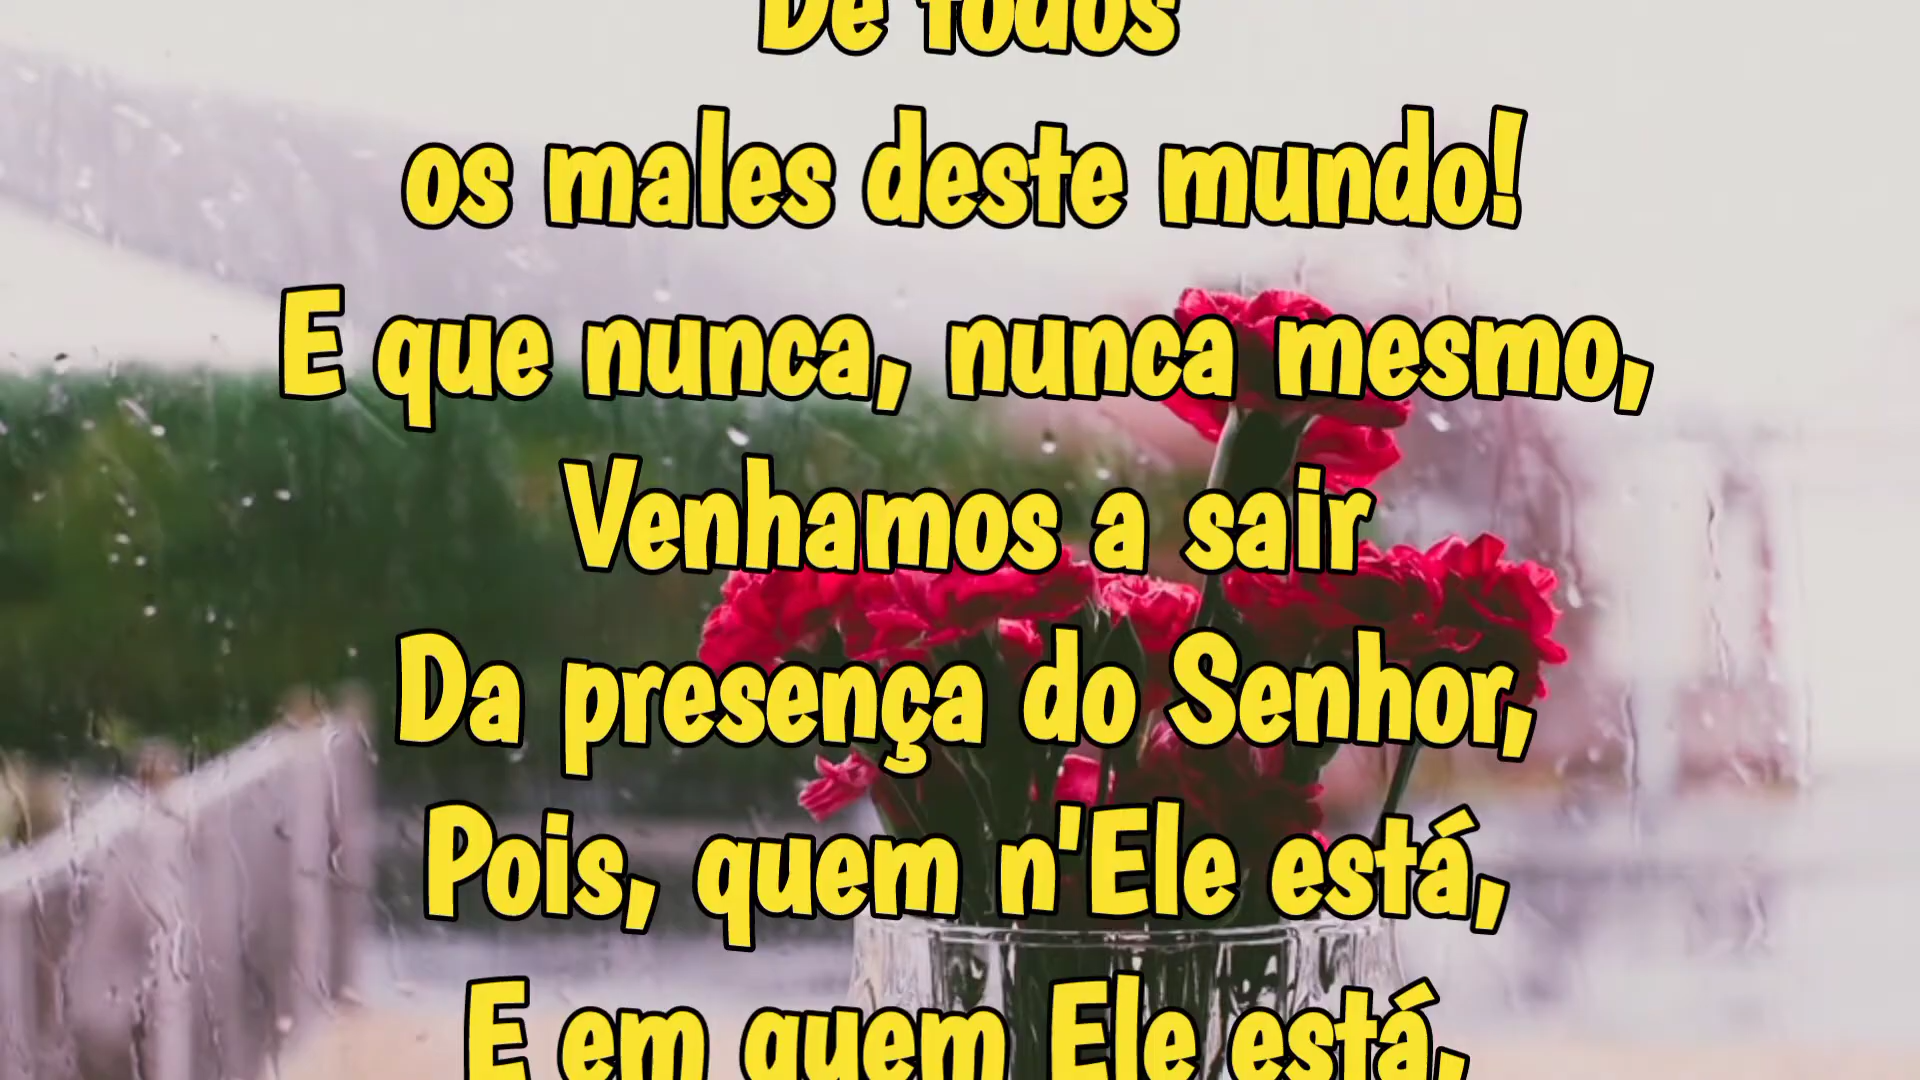 De todos
os males deste mundo!
E que nunca, nunca mesmo,
Venhamos a sair
Da presença do Senhor,
Pois, quem n'Ele está,
E em quem Ele está,